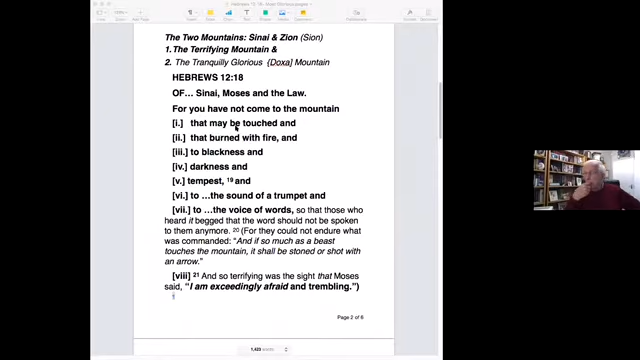 The Two Mountains: Sinai & Zion (Sion)
1. The Terrifying Mountain &
2. The Tranquilly Glorious {Doxa] Mountain
HEBREWS 12:18
OF… Sinai, Moses and the Law.
For you have not come to the mountain
[i.] that may be touched and
[ii.] that burned with fire, and
[iii.] to blackness and
[iv.] darkness and
[v.] tempest, 19 and
[vi.] to …the sound of a trumpet and
[vii.] to …the voice of words, so that those who
heard it begged that the word should not be spoken
to them anymore. 20 (For they could not endure what
was commanded: “And if so much as a beast
touches the mountain, it shall be stoned or shot with
an arrow.”
[viii] 21 And so terrifying was the sight that Moses
said, “I am exceedingly afraid and trembling.”)
Page 2 of 6
1,423 words